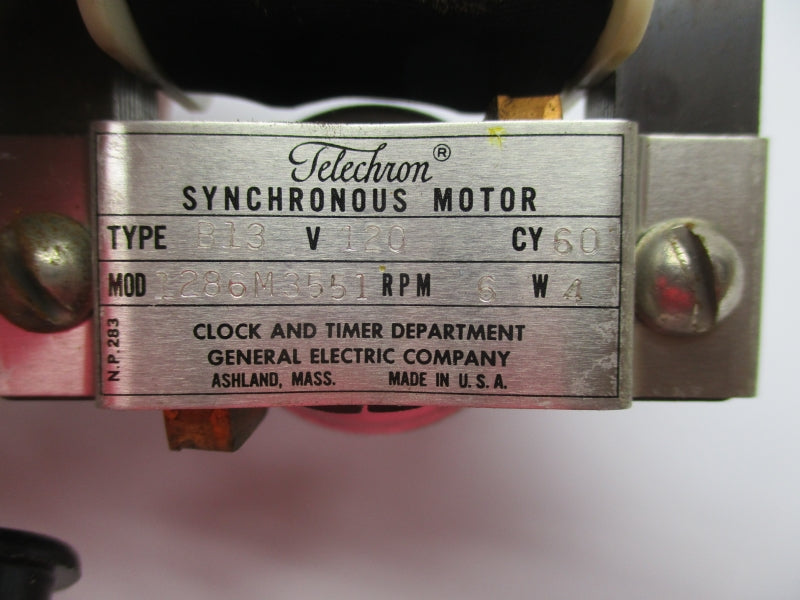 Telechron®
SYNCHRONOUS MOTOR
TYPE B13 V 120 CY 60
MOD 1286M3551 RPM 6 W 4
N.P. 283
CLOCK AND TIMER DEPARTMENT
GENERAL ELECTRIC COMPANY
ASHLAND, MASS. MADE IN U.S.A.